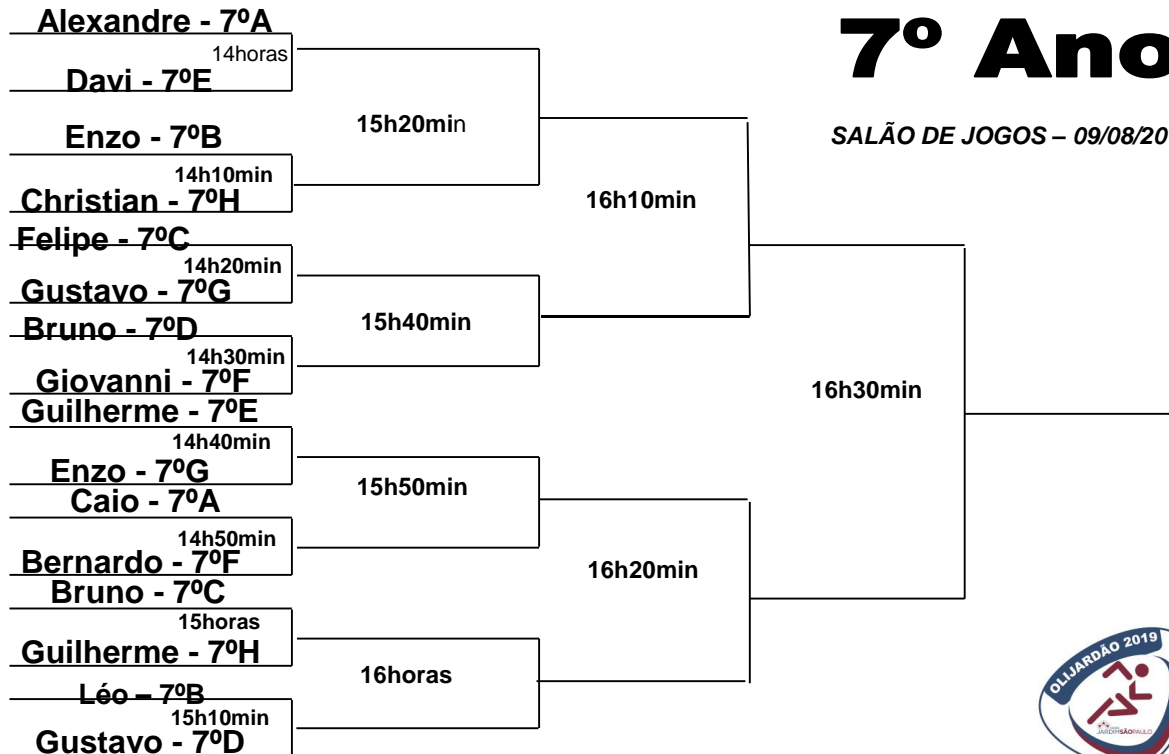 Alexandre - 7ºA
7º Ano
14horas
Davi - 7ºE
15h20min
SALÃO DE JOGOS – 09/08/20
Enzo - 7ºB
14h10min
Christian - 7ºH
16h10min
Felipe - 7ºC
14h20min
Gustavo - 7ºG
15h40min
Bruno - 7ºD
14h30min
Giovanni - 7ºF
16h30min
Guilherme - 7ºE
14h40min
Enzo - 7ºG
15h50min
Caio - 7ºA
14h50min
Bernardo - 7ºF
16h20min
Bruno - 7ºC
15horas
Guilherme - 7ºH
16horas
Léo – 7ºB
15h10min
Gustavo - 7ºD
OLIJARDÃO 2019
JARDIMSÃOPAULO